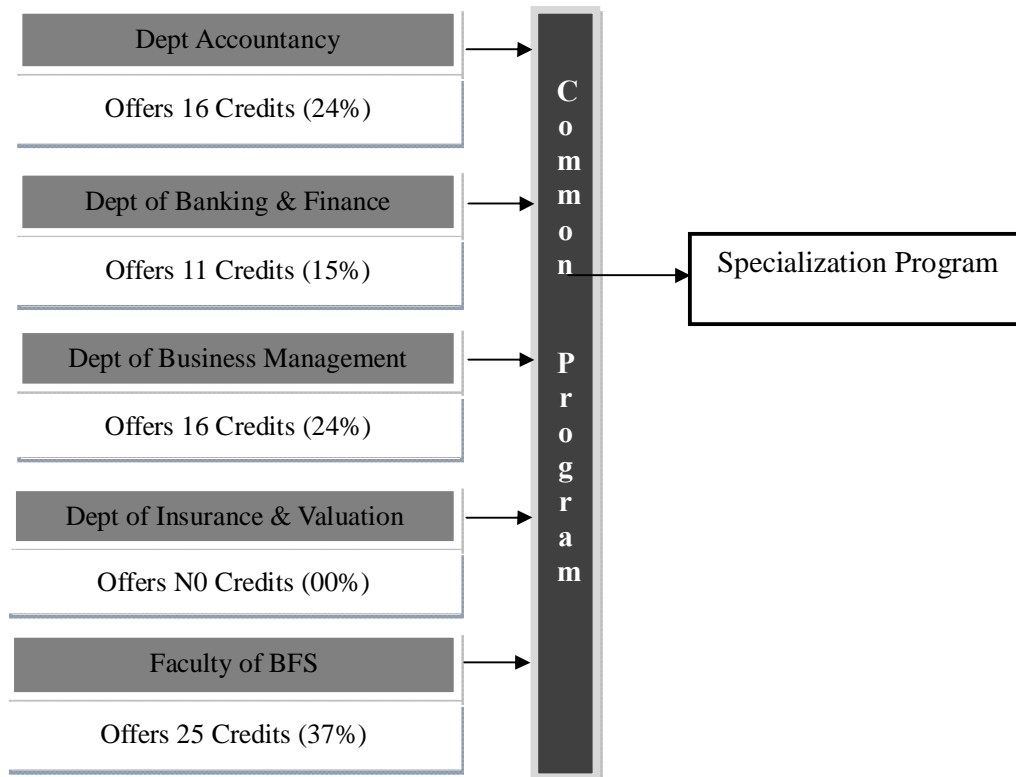 Dept Accountancy
Offers 16 Credits (24%)
Dept of Banking & Finance
Offers 11 Credits (15%)
Dept of Business Management
Offers 16 Credits (24%)
Dept of Insurance & Valuation
Offers N0 Credits (00%)
Faculty of BFS
Offers 25 Credits (37%)
Common Program
Specialization Program